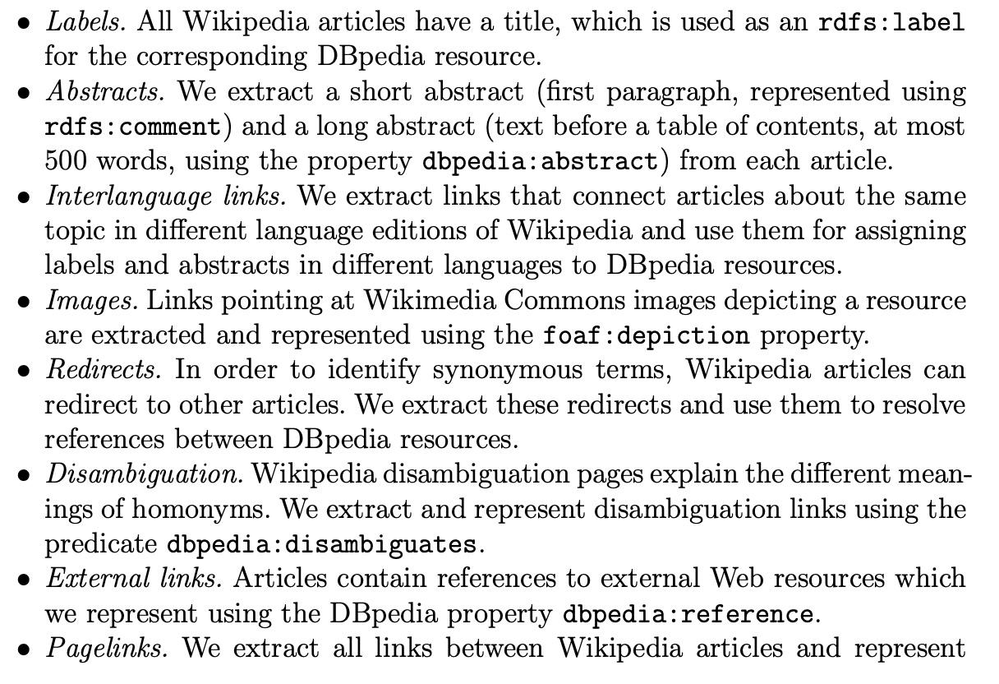 • Labels. All Wikipedia articles have a title, which is used as an rdfs:label
for the corresponding DBpedia resource.
• Abstracts. We extract a short abstract (first paragraph, represented using
rdfs:comment) and a long abstract (text before a table of contents, at most
500 words, using the property dbpedia:abstract) from each article.
• Interlanguage links. We extract links that connect articles about the same
topic in different language editions of Wikipedia and use them for assigning
labels and abstracts in different languages to DBpedia resources.
• Images. Links pointing at Wikimedia Commons images depicting a resource
are extracted and represented using the foaf:depiction property.
• Redirects. In order to identify synonymous terms, Wikipedia articles can
redirect to other articles. We extract these redirects and use them to resolve
references between DBpedia resources.
• Disambiguation. Wikipedia disambiguation pages explain the different mean-
ings of homonyms. We extract and represent disambiguation links using the
predicate dbpedia:disambiguates.
• External links. Articles contain references to external Web resources which
we represent using the DBpedia property dbpedia:reference.
• Pagelinks. We extract all links between Wikipedia articles and represent